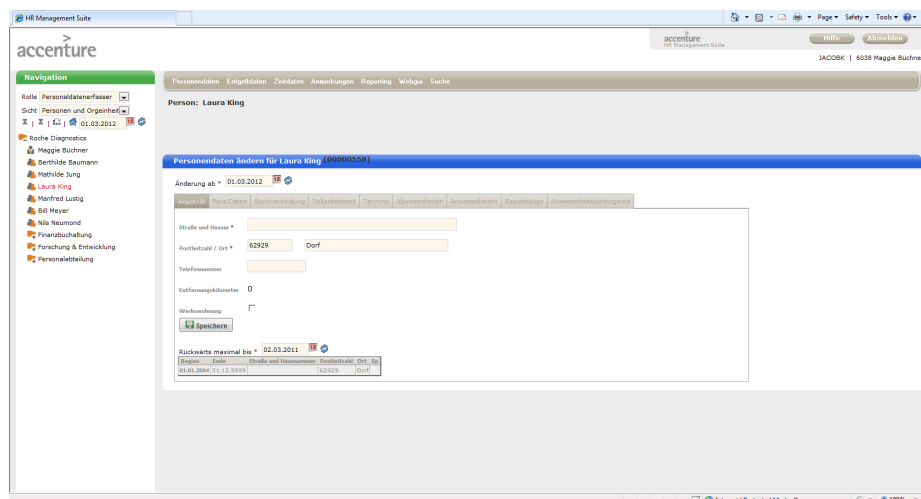 HR Management Suite
Page Safety Tools
accenture
accenture
HR Management Suite
Hilfe Abmelden
JACOBK | 6038 Maggie Büchne
Navigation
Personendaten Entgeltdaten Zeitdaten Anmerkungen Reporting Webgui Suche
Rolle Personaldatenerfasser
Sicht Personen und Orgeinheit
01.03.2012
Person: Laura King
Roche Diagnostics
Maggie Büchner
Berthilde Baumann
Mathilde Jung
Laura King
Manfred Lustig
Bill Meyer
Nils Neumond
Finanzbuchaltung
Forschung & Entwicklung
Personalabteilung
Personendaten ändern für Laura King (00000558)
Änderung ab * 01.03.2012
Anschrift Pers.Daten Bankverbindung Sollarbeitszeit Termine Abwesenheiten Anwesenheiten Basisbezüge Anwesenheitskontingente
Straße und Hausnr *
Postleitzahl / Ort * 62929 Dorf
Telefonnummer
Entfernungskilometer 0
Werkswohnung
Speichern
Rückwärts maximal bis * 02.03.2011
Beginn Ende Straße und Hausnummer Postleitzahl Ort Sp
01.01.2004 31.12.9999 62929 Dorf
100%